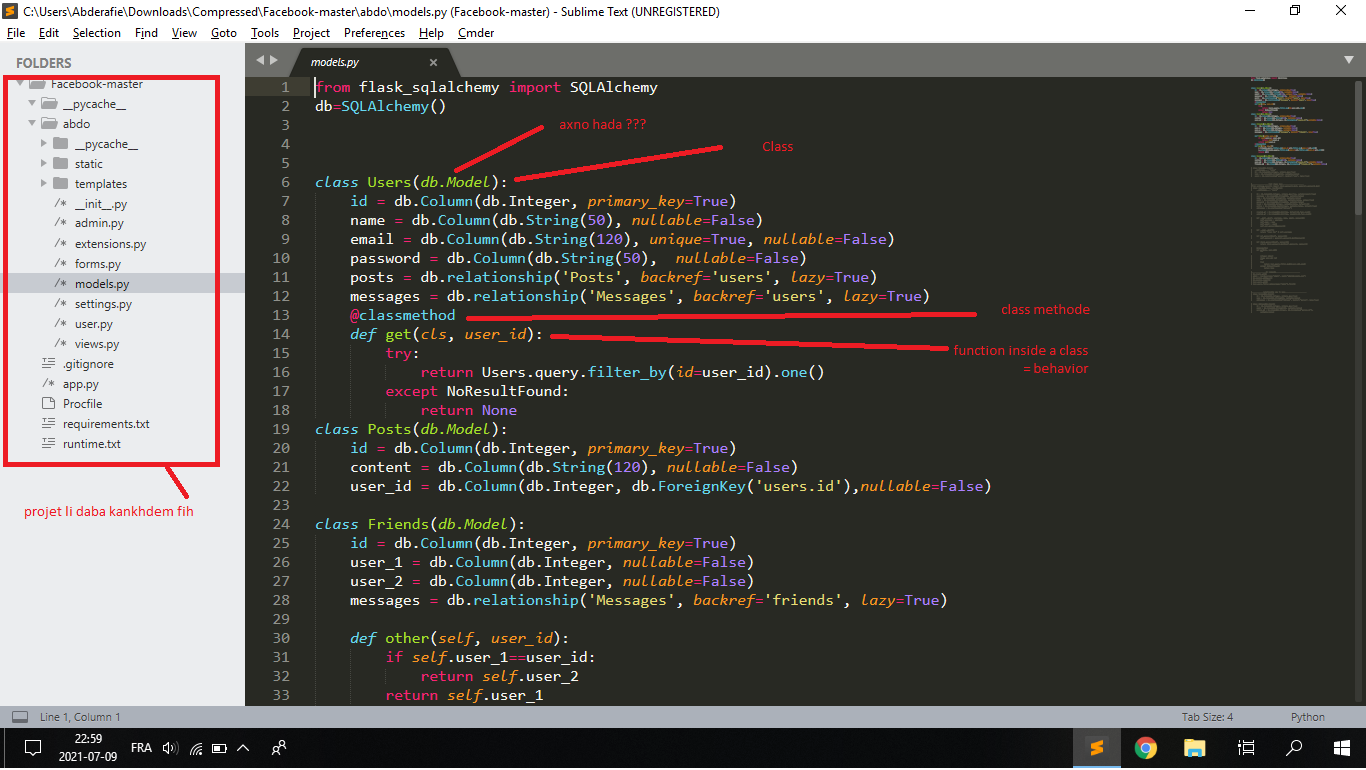 C:\Users\Abderafie\Downloads\Compressed\Facebook-master\abdo\models.py (Facebook-master) - Sublime Text (UNREGISTERED)
File Edit Selection Find View Goto Tools Project Preferences Help Cmder
FOLDERS
Facebook-master
__pycache__
abdo
__pycache__
static
templates
/* __init__.py
/* admin.py
/* extensions.py
/* forms.py
/* models.py
/* settings.py
/* user.py
/* views.py
.gitignore
/* app.py
Procfile
requirements.txt
runtime.txt
projet li daba kankhdem fih
models.py
1 from flask_sqlalchemy import SQLAlchemy
2 db=SQLAlchemy()
3
axno hada ???
4
Class
5
6 class Users(db.Model):
7 id = db.Column(db.Integer, primary_key=True)
8 name = db.Column(db.String(50), nullable=False)
9 email = db.Column(db.String(120), unique=True, nullable=False)
10 password = db.Column(db.String(50),  nullable=False)
11 posts = db.relationship('Posts', backref='users', lazy=True)
12 messages = db.relationship('Messages', backref='users', lazy=True)
13 @classmethod
class methode
14 def get(cls, user_id):
function inside a class
= behavior
15 try:
16 return Users.query.filter_by(id=user_id).one()
17 except NoResultFound:
18 return None
19 class Posts(db.Model):
20 id = db.Column(db.Integer, primary_key=True)
21 content = db.Column(db.String(120), nullable=False)
22 user_id = db.Column(db.Integer, db.ForeignKey('users.id'),nullable=False)
23
24 class Friends(db.Model):
25 id = db.Column(db.Integer, primary_key=True)
26 user_1 = db.Column(db.Integer, nullable=False)
27 user_2 = db.Column(db.Integer, nullable=False)
28 messages = db.relationship('Messages', backref='friends', lazy=True)
29
30 def other(self, user_id):
31 if self.user_1==user_id:
32 return self.user_2
33 return self.user_1
Line 1, Column 1
Tab Size: 4
Python
22:59
2021-07-09
FRA